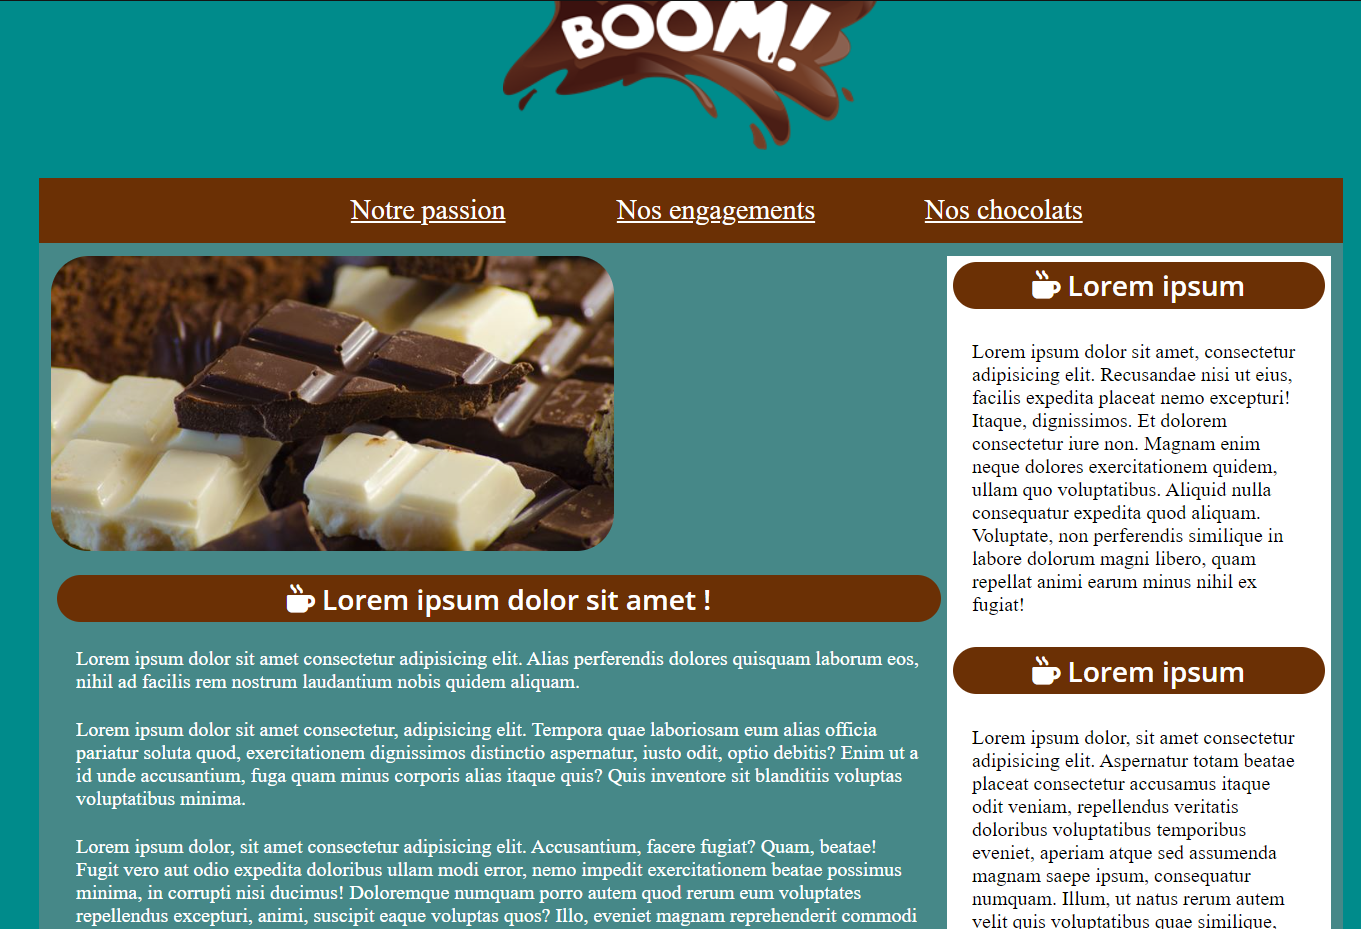 BOOM!
Notre passion
Nos engagements
Nos chocolats
Lorem ipsum dolor sit amet !
Lorem ipsum dolor sit amet consectetur adipisicing elit. Alias perferendis dolores quisquam laborum eos,
nihil ad facilis rem nostrum laudantium nobis quidem aliquam.
Lorem ipsum dolor sit amet consectetur, adipisicing elit. Tempora quae laboriosam eum alias officia
pariatur soluta quod, exercitationem dignissimos distinctio aspernatur, iusto odit, optio debitis? Enim ut a
id unde accusantium, fuga quam minus corporis alias itaque quis? Quis inventore sit blanditiis voluptas
voluptatibus minima.
Lorem ipsum dolor, sit amet consectetur adipisicing elit. Accusantium, facere fugiat? Quam, beatae!
Fugit vero aut odio expedita doloribus ullam modi error, nemo impedit exercitationem beatae possimus
minima, in corrupti nisi ducimus! Doloremque numquam porro autem quod rerum eum voluptates
repellendus excepturi, animi, suscipit eaque voluptas quos? Illo, eveniet magnam reprehenderit commodi
Lorem ipsum
Lorem ipsum dolor sit amet, consectetur
adipisicing elit. Recusandae nisi ut eius,
facilis expedita placeat nemo excepturi!
Itaque, dignissimos. Et dolorem
consectetur iure non. Magnam enim
neque dolores exercitationem quidem,
ullam quo voluptatibus. Aliquid nulla
consequatur expedita quod aliquam.
Voluptate, non perferendis similique in
labore dolorum magni libero, quam
repellat animi earum minus nihil ex
fugiat!
Lorem ipsum
Lorem ipsum dolor, sit amet consectetur
adipisicing elit. Aspernatur totam beatae
placeat consectetur accusamus itaque
odit veniam, repellendus veritatis
doloribus voluptatibus temporibus
eveniet, aperiam atque sed assumenda
magnam saepe ipsum, consequatur
numquam. Illum, ut natus rerum autem
velit quis voluptatibus quae similique,